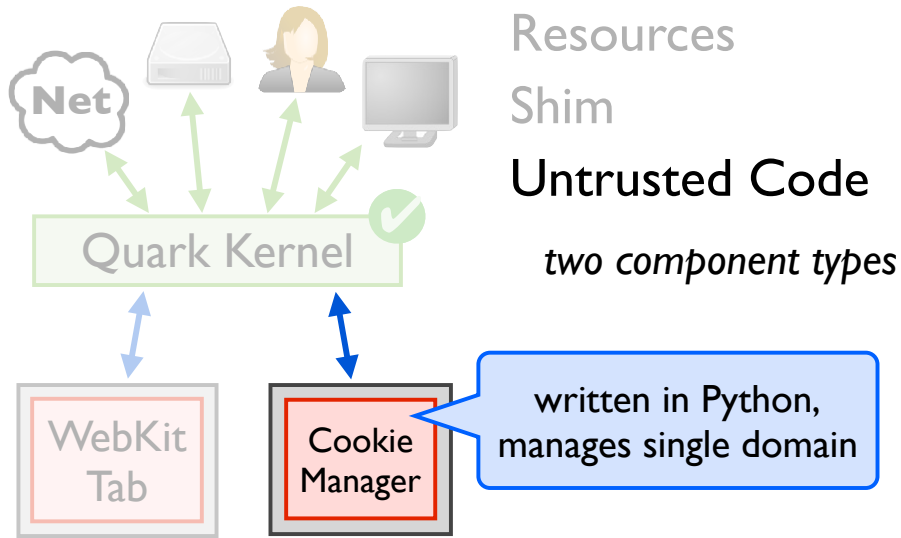 Net
Resources
Shim
Untrusted Code
two component types
Quark Kernel
WebKit
Tab
Cookie
Manager
written in Python,
manages single domain